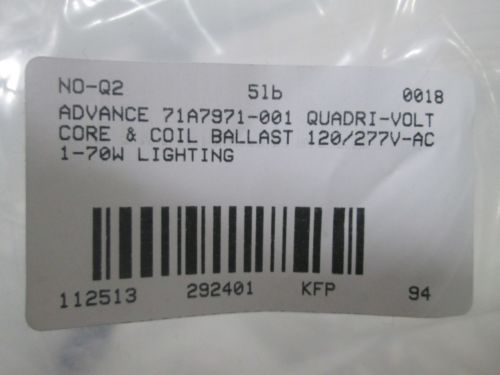 NO-Q2 5lb 0018
ADVANCE 71A7971-001 QUADRI-VOLT
CORE & COIL BALLAST 120/277V-AC
1-70W LIGHTING
112513 292401 KFP 94